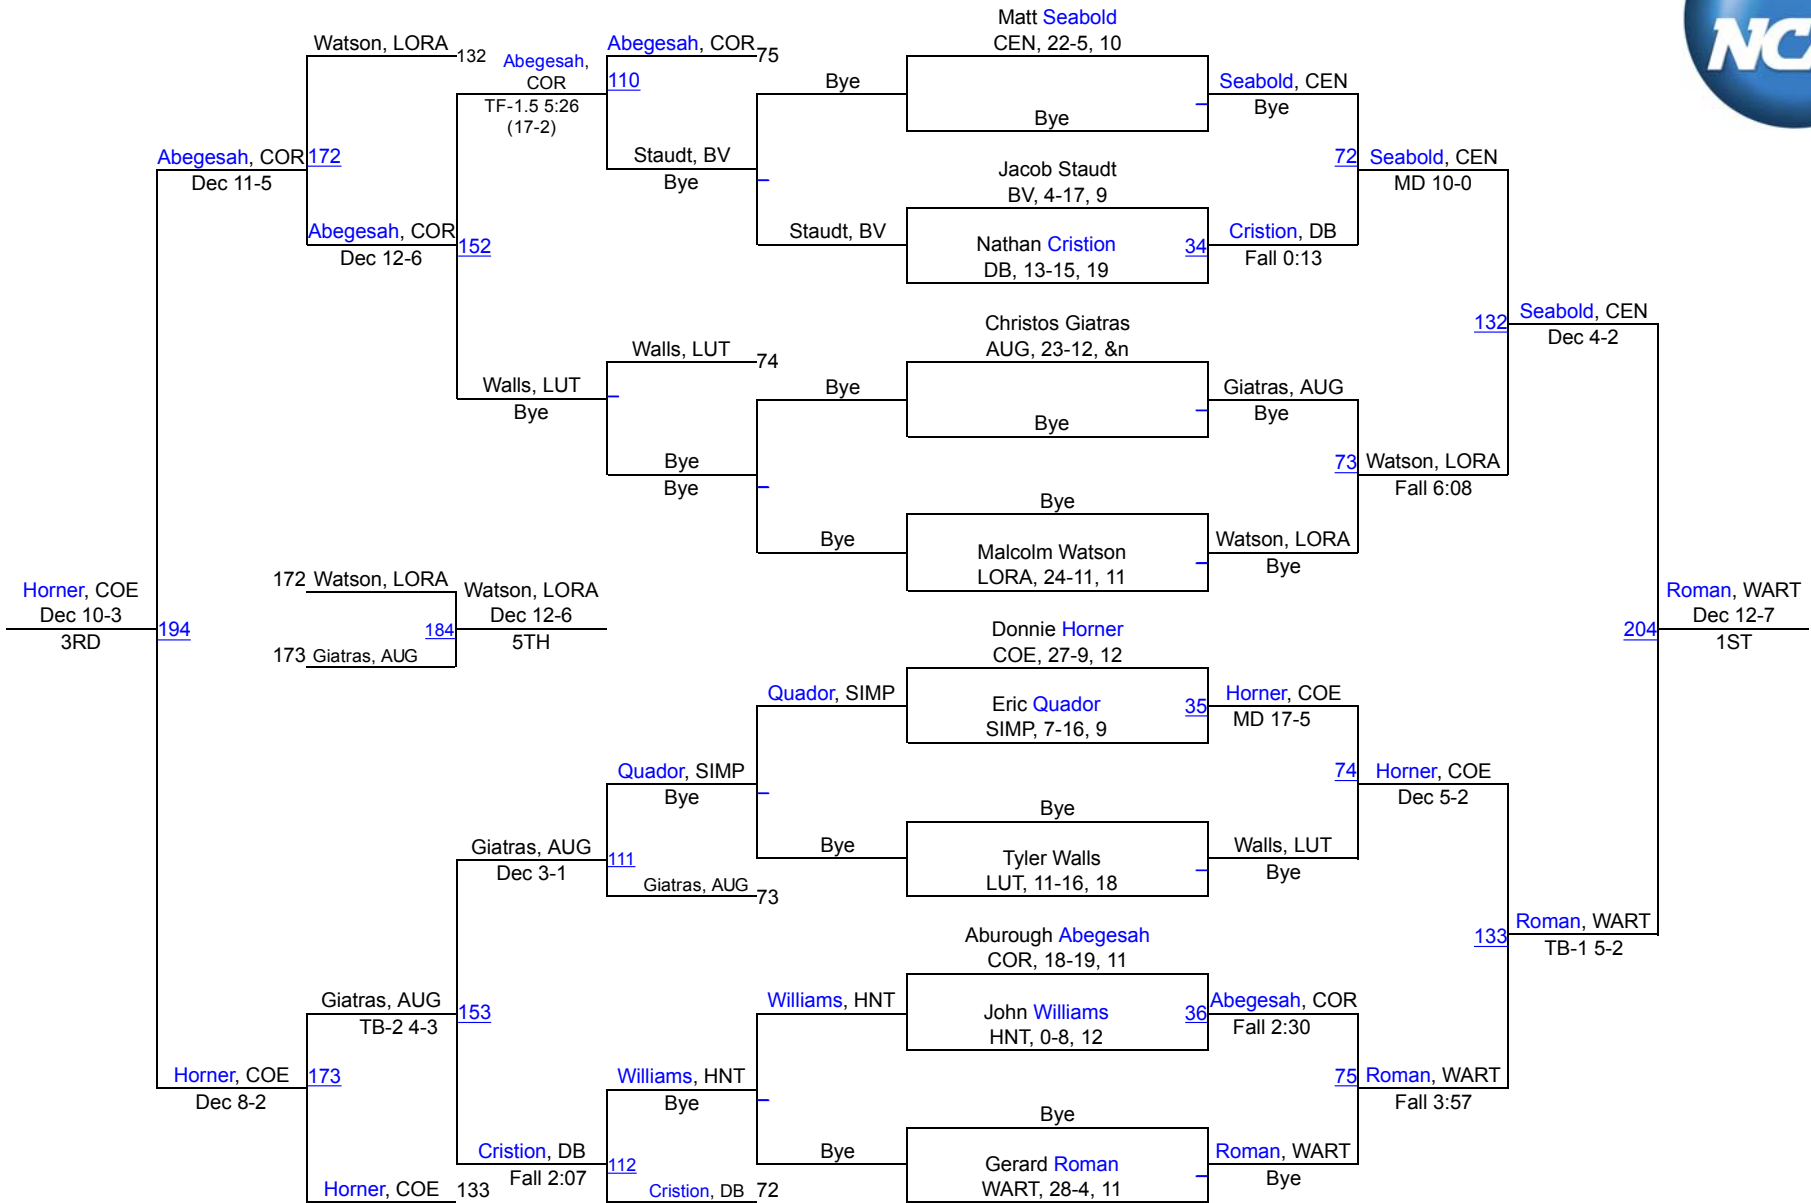 Matt Seabold
CEN, 22-5, 10
NC
Watson, LORA
132
Abegesah, COR
75
Abegesah,
COR
TF-1.5 5:26
(17-2)
110
Bye
Bye
Seabold, CEN
Bye
Abegesah, COR
172
Dec 11-5
Staudt, BV
Bye
Jacob Staudt
BV, 4-17, 9
72
Seabold, CEN
MD 10-0
Abegesah, COR
152
Dec 12-6
Staudt, BV
Nathan Cristion
DB, 13-15, 19
34
Cristion, DB
Fall 0:13
Christos Giatras
AUG, 23-12, &n
132
Seabold, CEN
Dec 4-2
Walls, LUT
74
Walls, LUT
Bye
Bye
Bye
Giatras, AUG
Bye
Bye
Bye
73
Watson, LORA
Fall 6:08
Bye
Bye
Malcolm Watson
LORA, 24-11, 11
Watson, LORA
Bye
Horner, COE
Dec 10-3
3RD
194
172 Watson, LORA
184
173 Giatras, AUG
Watson, LORA
Dec 12-6
5TH
Donnie Horner
COE, 27-9, 12
204
Roman, WART
Dec 12-7
1ST
Quador, SIMP
Eric Quador
SIMP, 7-16, 9
35
Horner, COE
MD 17-5
Quador, SIMP
Bye
74
Horner, COE
Dec 5-2
Giatras, AUG
Dec 3-1
111
Giatras, AUG
73
Bye
Bye
Tyler Walls
LUT, 11-16, 18
Walls, LUT
Bye
Aburough Abegesah
COR, 18-19, 11
133
Roman, WART
TB-1 5-2
Giatras, AUG
TB-2 4-3
153
Williams, HNT
John Williams
HNT, 0-8, 12
36
Abegesah, COR
Fall 2:30
Horner, COE
173
Dec 8-2
Williams, HNT
Bye
75
Roman, WART
Fall 3:57
Cristion, DB
Fall 2:07
112
Bye
Bye
Gerard Roman
WART, 28-4, 11
Roman, WART
Bye
Horner, COE 133
Cristion, DB 72